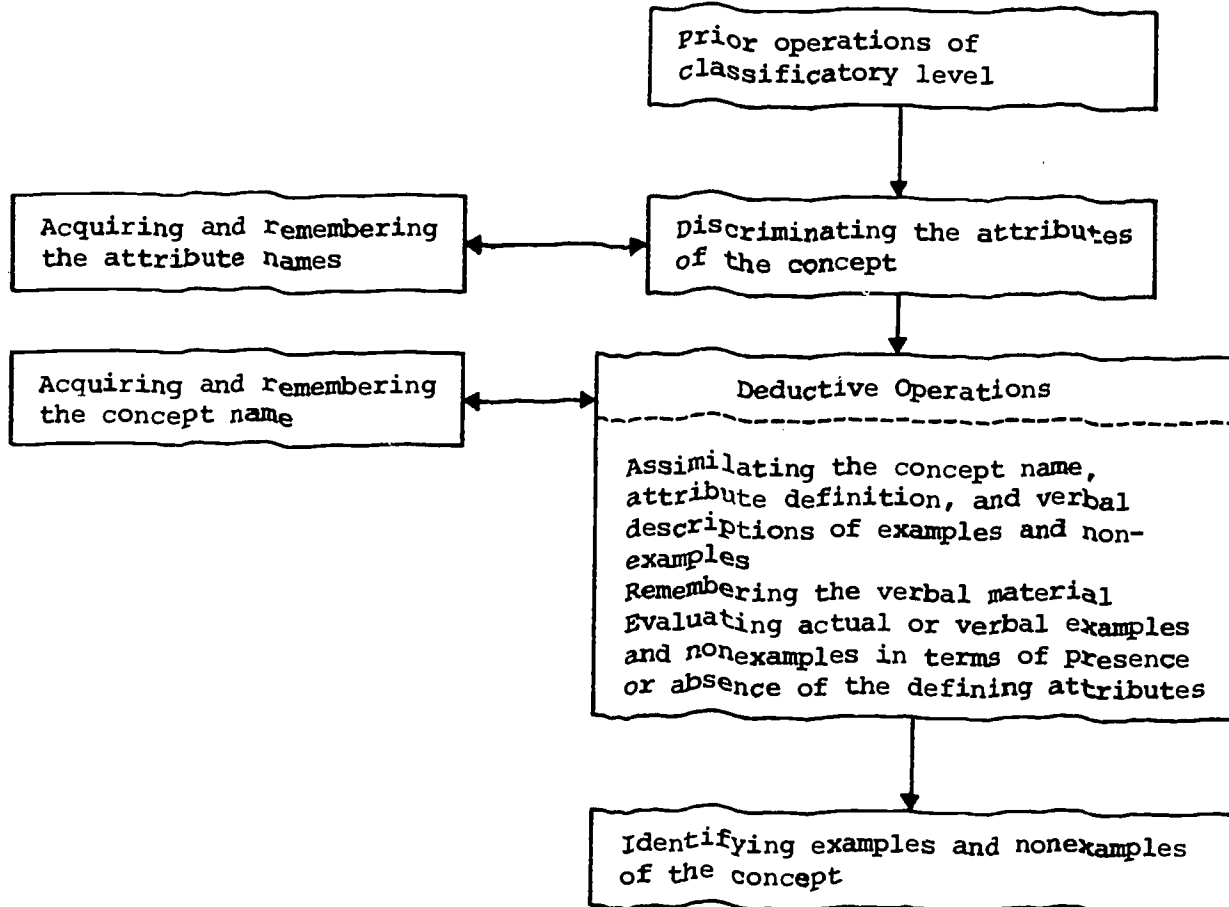 Prior operations of
classificatory level
Acquiring and remembering
the attribute names
Discriminating the attributes
of the concept
Acquiring and remembering
the concept name
Deductive Operations
Assimilating the concept name,
attribute definition, and verbal
descriptions of examples and non-
examples
Remembering the verbal material
Evaluating actual or verbal examples
and nonexamples in terms of presence
or absence of the defining attributes
Identifying examples and nonexamples
of the concept